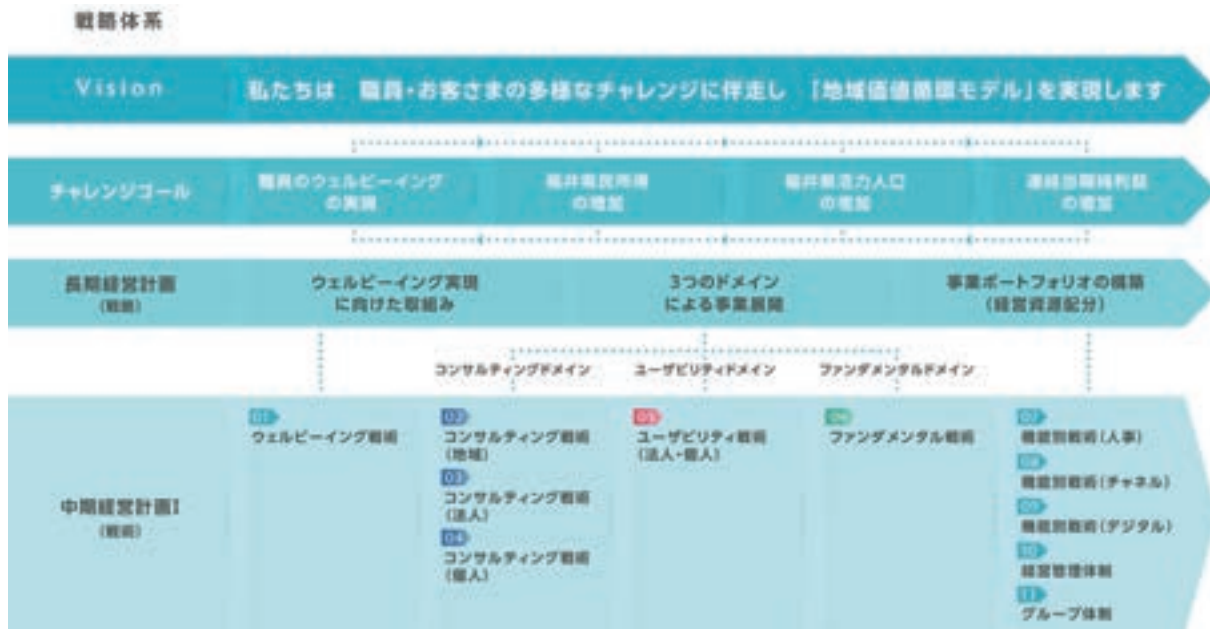 戦略体系
Vision
私たちは 職員・お客さまの多様なチャレンジに伴走し 「地域価値循環モデル」を実現します
チャレンジゴール
職員のウェルビーイング
の実現
福井県民所得
の増加
福井県活力人口
の増加
連結当期純利益
の増加
長期経営計画
(戦略)
ウェルビーイング実現
に向けた取組み
3つのドメイン
による事業展開
事業ポートフォリオの構築
(経営資源配分)
コンサルティングドメイン
ユーザビリティドメイン
ファンダメンタルドメイン
中期経営計画I
(戦術)
01
ウェルビーイング戦術
02
コンサルティング戦術
(地域)
03
コンサルティング戦術
(法人)
04
コンサルティング戦術
(個人)
05
ユーザビリティ戦術
(法人・個人)
06
ファンダメンタル戦術
07
機能別戦術(人事)
08
機能別戦術(チャネル)
09
機能別戦術(デジタル)
10
経営管理体制
11
グループ体制